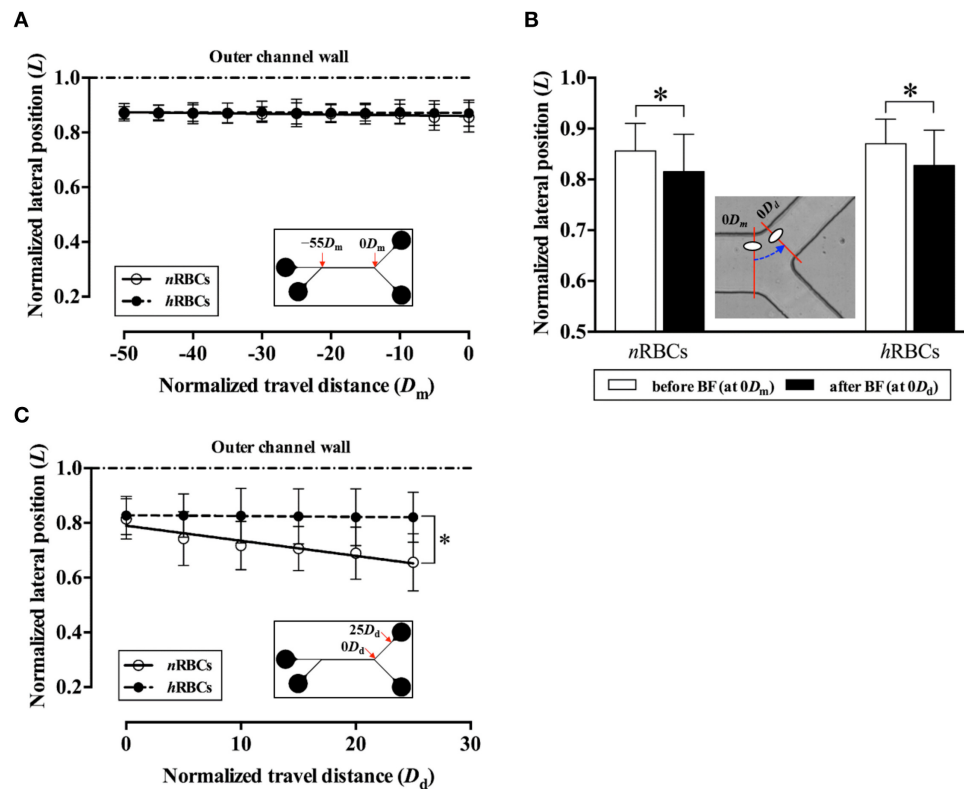 A
Outer channel wall
Normalized lateral position (L)
1.0
0.8
0.6
0.4
0.2
−55Dm
0Dm
nRBCs
hRBCs
-50
-40
-30
-20
-10
0
Normalized travel distance (Dm)
B
Normalized lateral position (L)
1.0
0.9
0.8
0.7
0.6
0.5
*
*
0Dm
0Dd
nRBCs
hRBCs
before BF (at 0Dm)
after BF (at 0Dd)
C
Outer channel wall
Normalized lateral position (L)
1.0
0.8
0.6
0.4
0.2
*
25Dd
0Dd
nRBCs
hRBCs
0
10
20
30
Normalized travel distance (Dd)